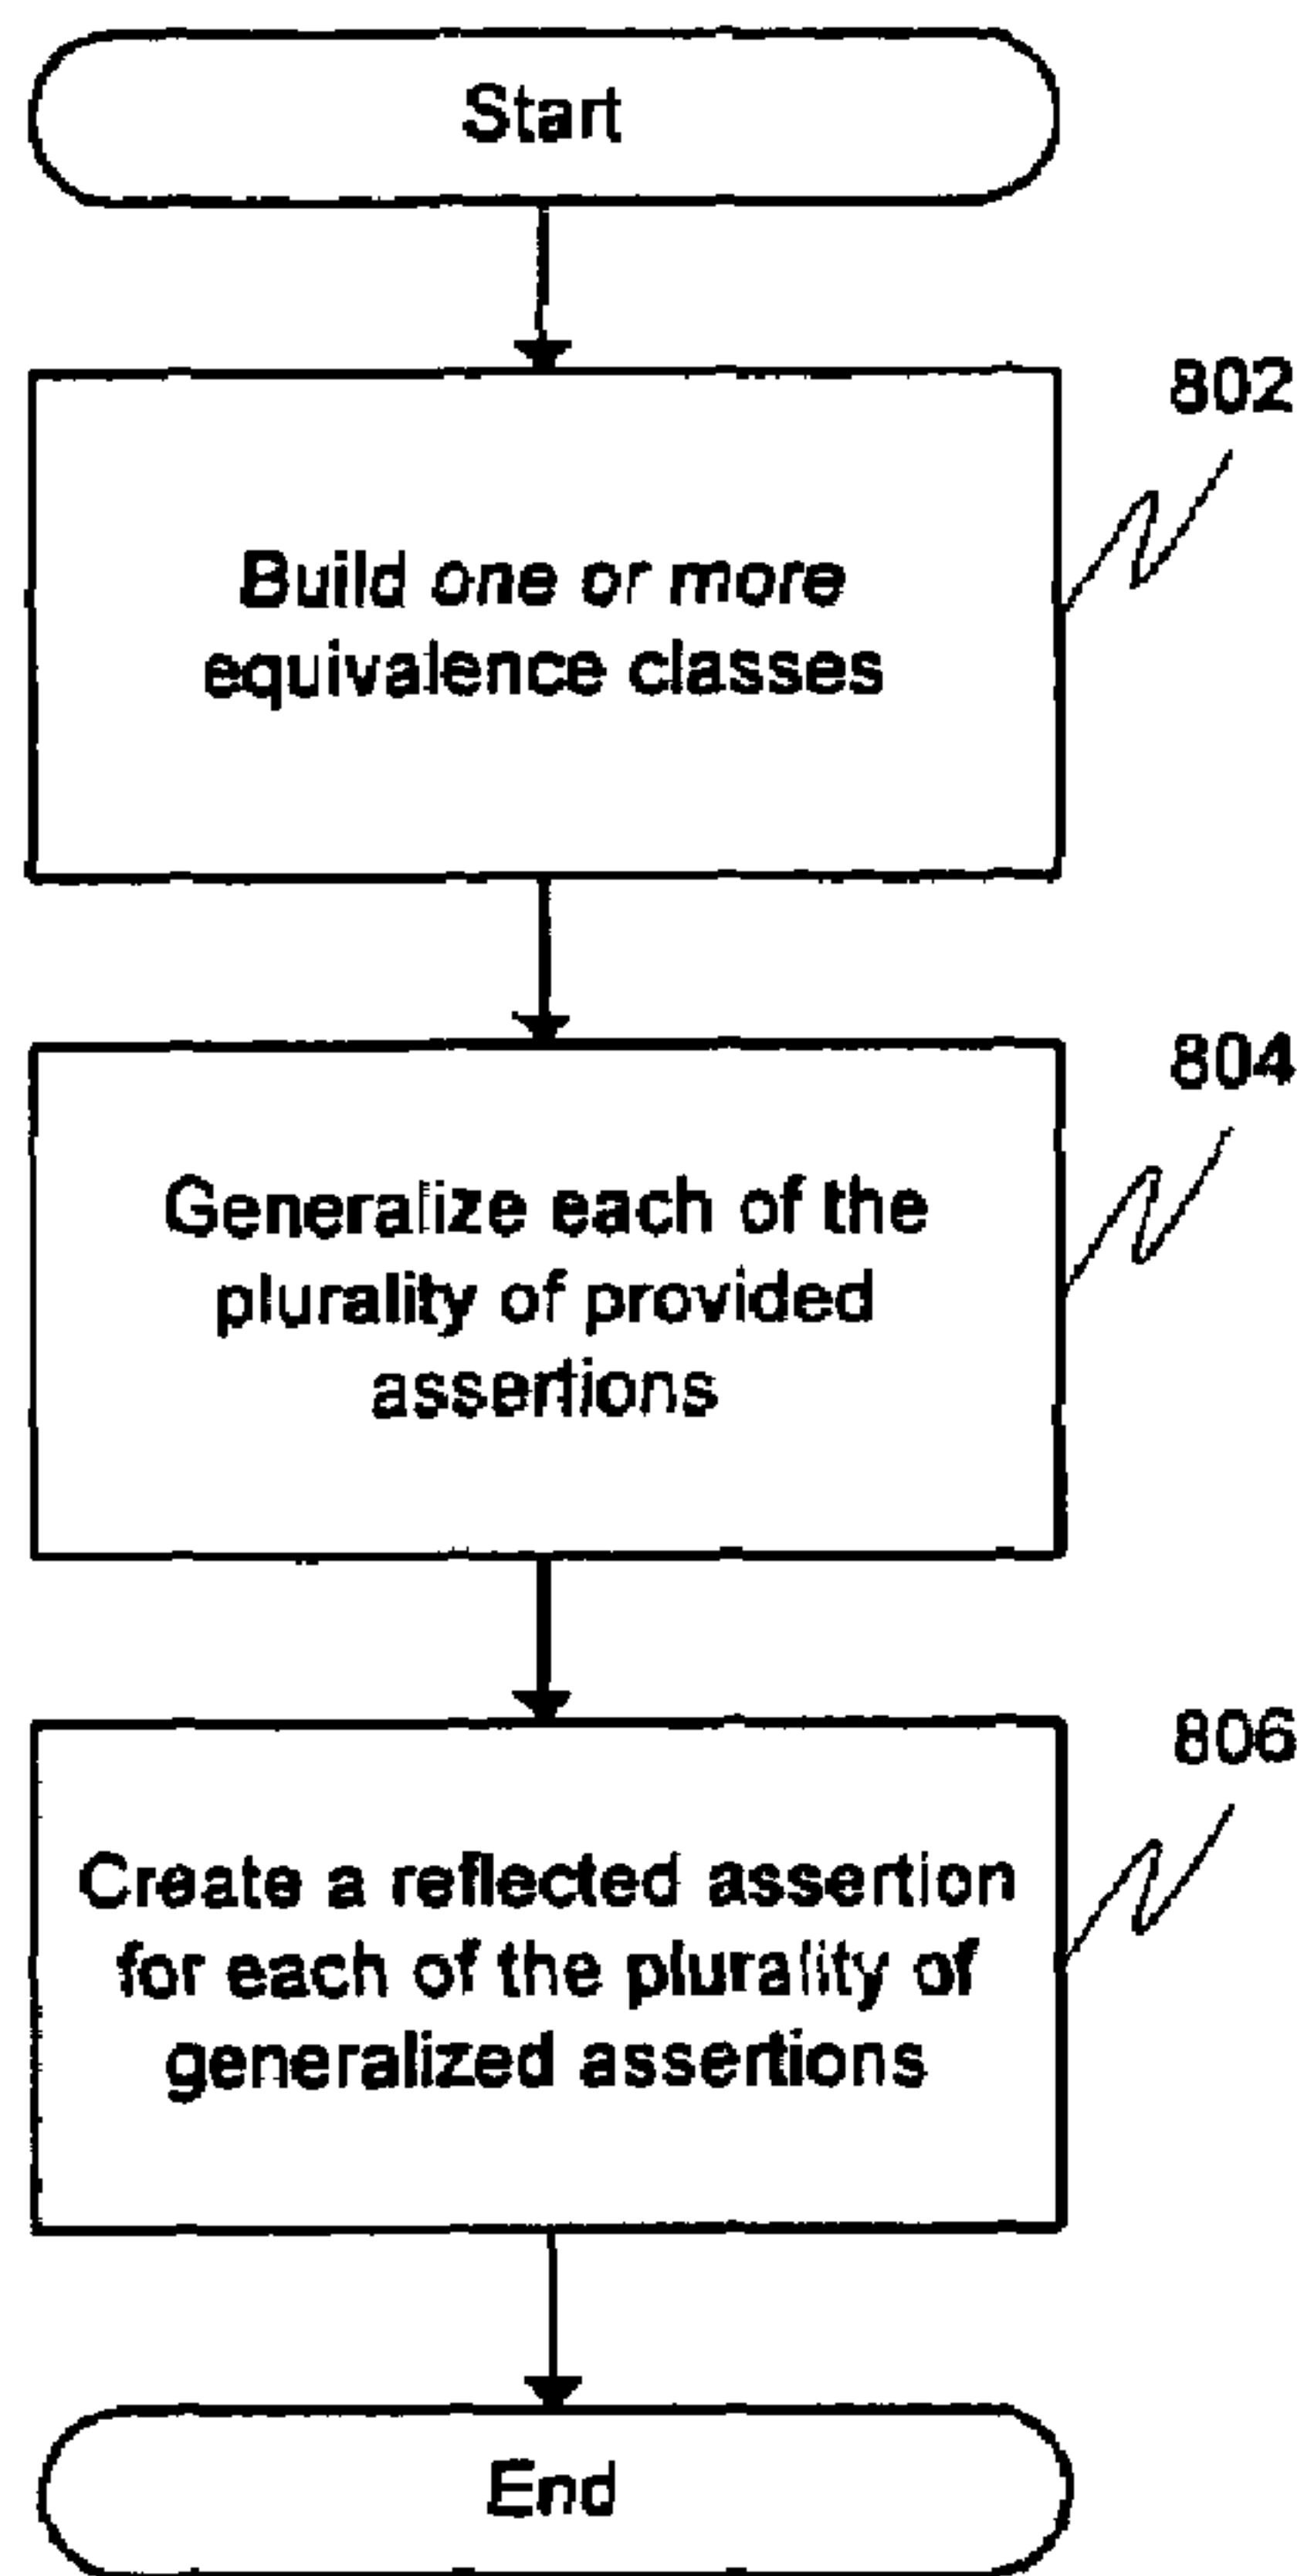 Start
802
Build one or more
equivalence classes
804
Generalize each of the
plurality of provided
assertions
806
Create a reflected assertion
for each of the plurality of
generalized assertions
End